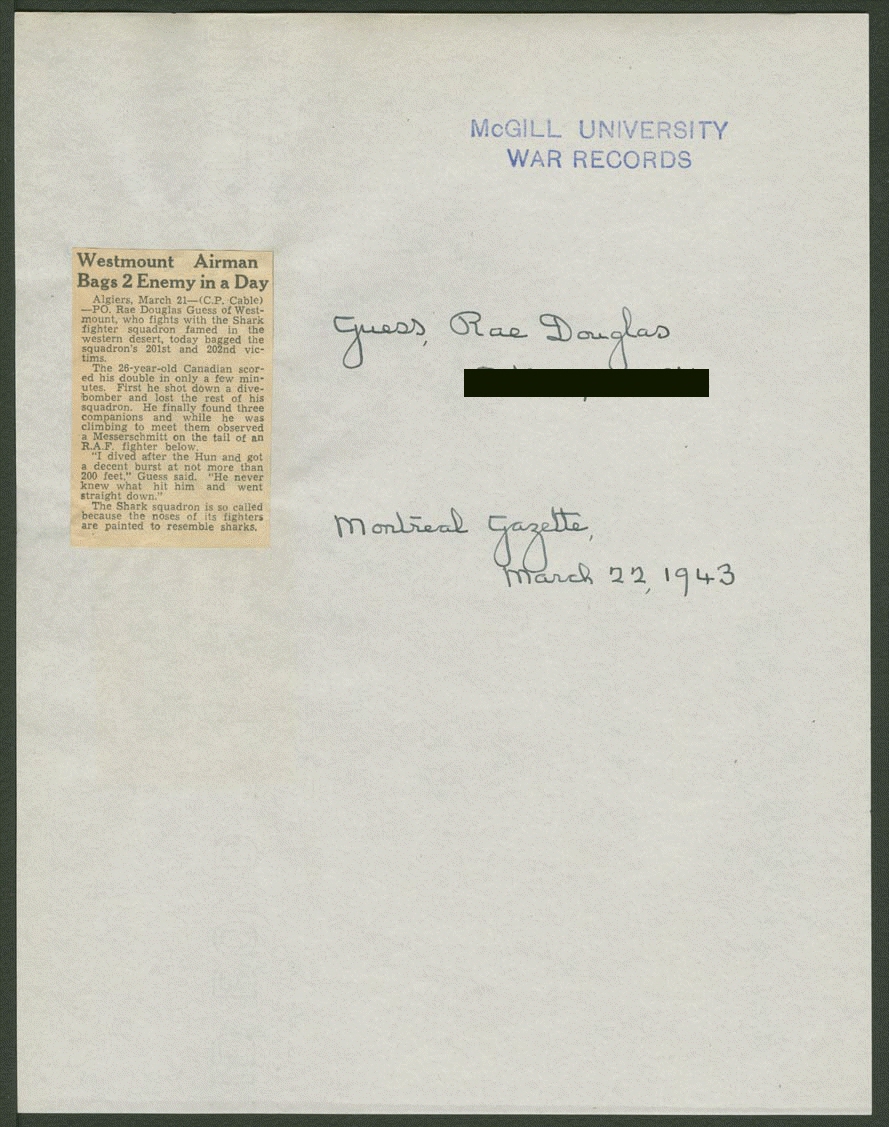 McGILL UNIVERSITY
WAR RECORDS
Westmount Airman
Bags 2 Enemy in a Day
Algiers, March 21—(C.P. Cable)
—PO. Rae Douglas Guess of West-
mount, who fights with the Shark
fighter squadron famed in the
western desert, today bagged the
squadron's 201st and 202nd vic-
tims.
The 26-year-old Canadian scor-
ed his double in only a few min-
utes. First he shot down a dive-
bomber and lost the rest of his
squadron. He finally found three
companions and while he was
climbing to meet them observed
a Messerschmitt on the tail of an
R.A.F. fighter below.
"I dived after the Hun and got
a decent burst at not more than
200 feet," Guess said. "He never
knew what hit him and went
straight down."
The Shark squadron is so called
because the noses of its fighters
are painted to resemble sharks.
Guess, Rae Douglas
Montreal Gazette,
March 22, 1943